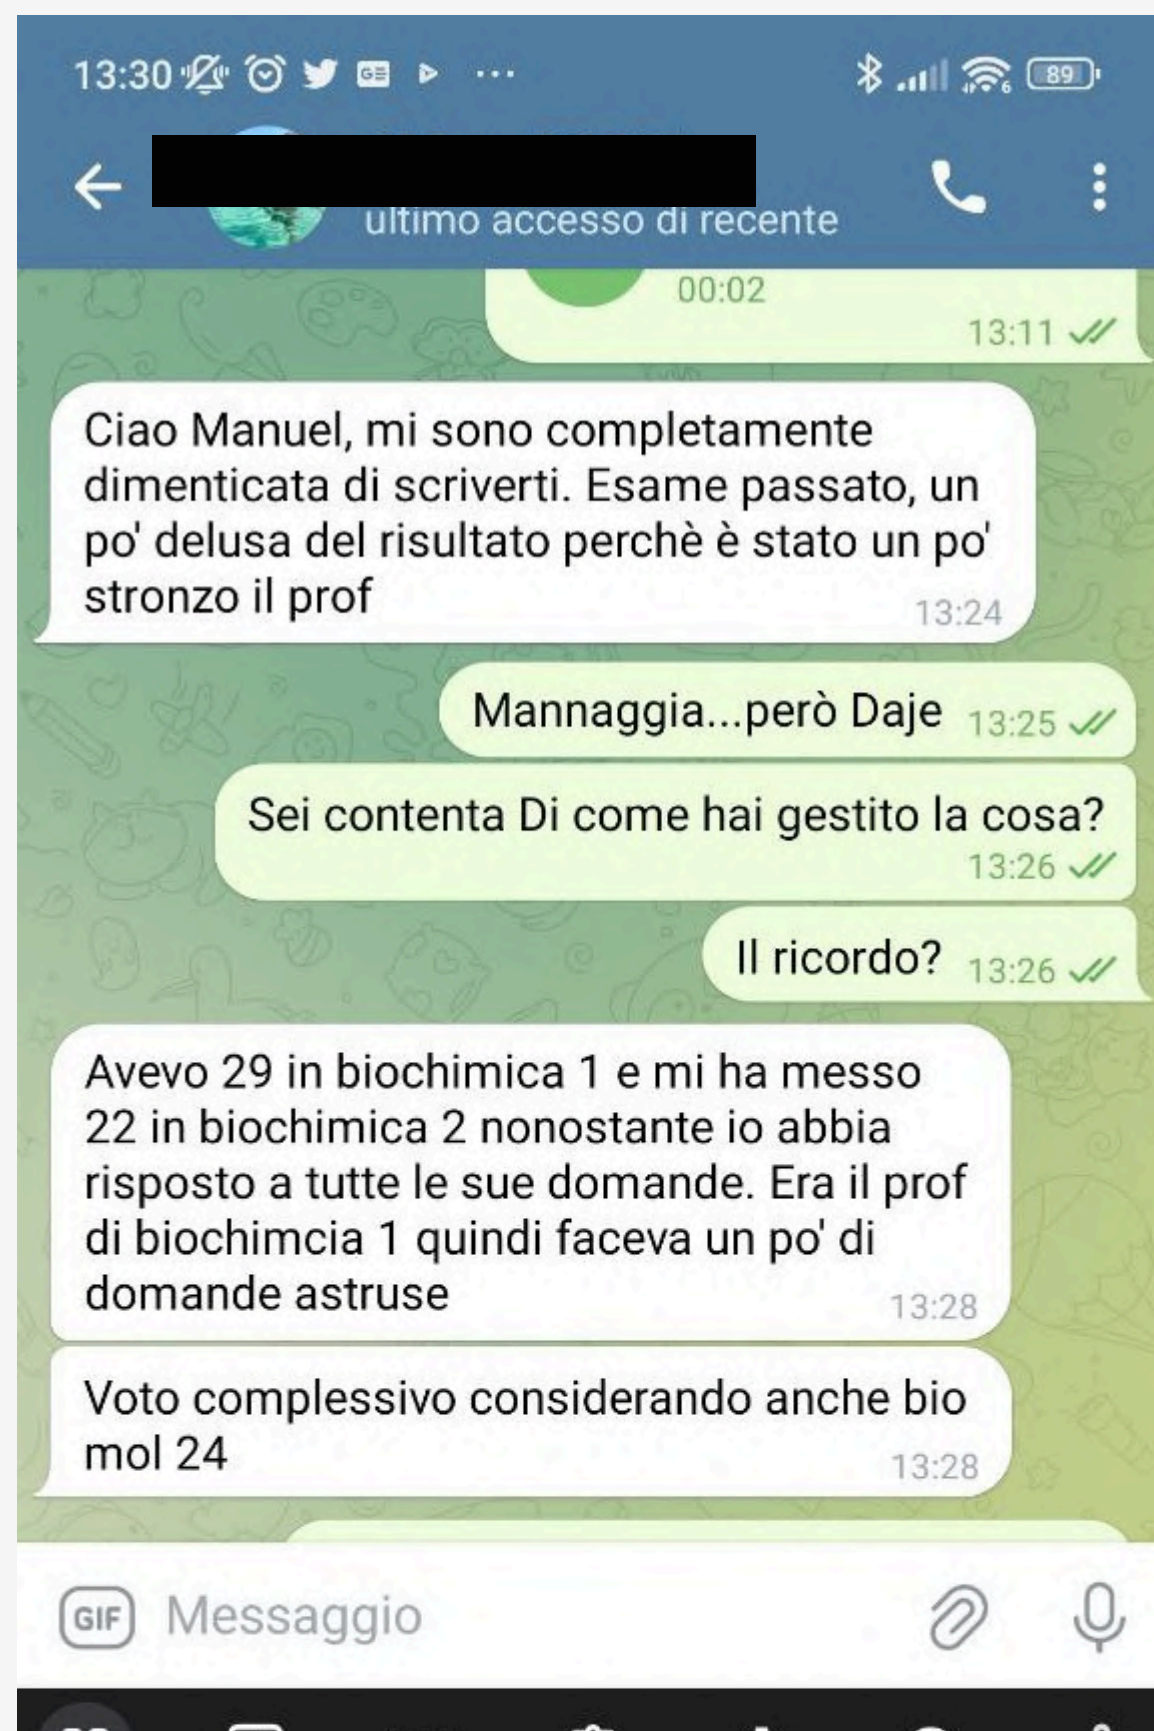 13:30
89
ultimo accesso di recente
00:02
13:11
Ciao Manuel, mi sono completamente
dimenticata di scriverti. Esame passato, un
po' delusa del risultato perchè è stato un po'
stronzo il prof
13:24
Mannaggia...però Daje 13:25
Sei contenta Di come hai gestito la cosa?
13:26
Il ricordo? 13:26
Avevo 29 in biochimica 1 e mi ha messo
22 in biochimica 2 nonostante io abbia
risposto a tutte le sue domande. Era il prof
di biochimcia 1 quindi faceva un po' di
domande astruse
13:28
Voto complessivo considerando anche bio
mol 24
13:28
GIF Messaggio